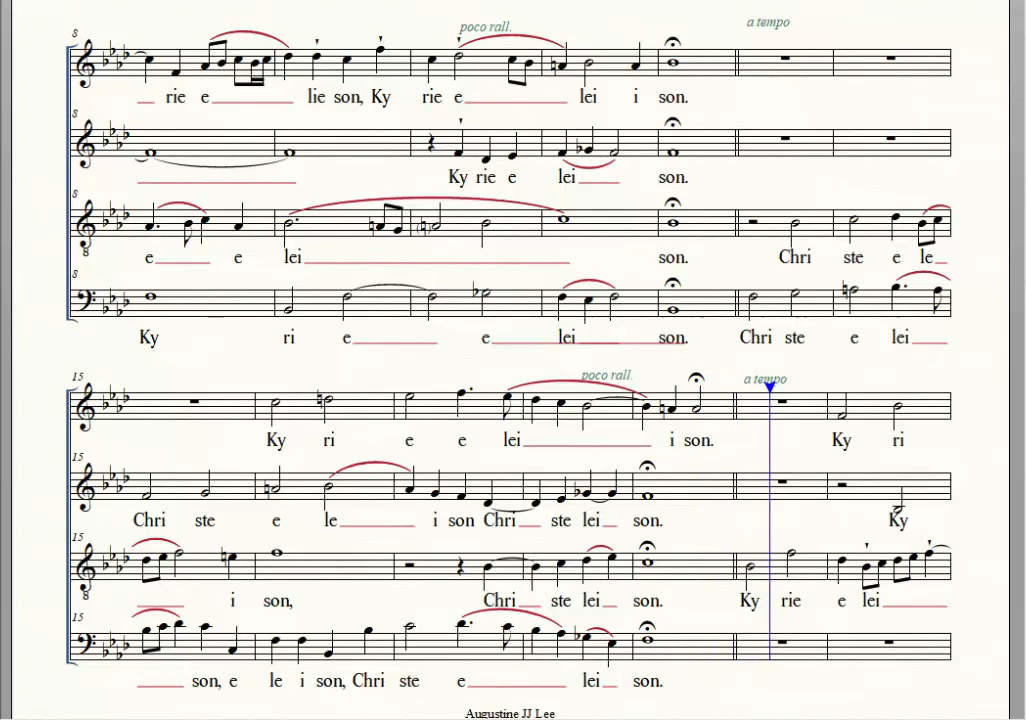 poco rall. a tempo
8
rie e lie son, Ky rie e lei i son.
8
Ky rie e lei son.
8
8
e e lei son. Chri ste e le
8
Ky ri e e lei son. Chri ste e lei
poco rall. a tempo
15
Ky ri e e lei i son. Ky ri
15
Chri ste e le i son Chri ste lei son. Ky
15
8
i son, Chri ste lei son. Ky rie e lei
15
son, e le i son, Chri ste e lei son.
Augustine JJ Lee